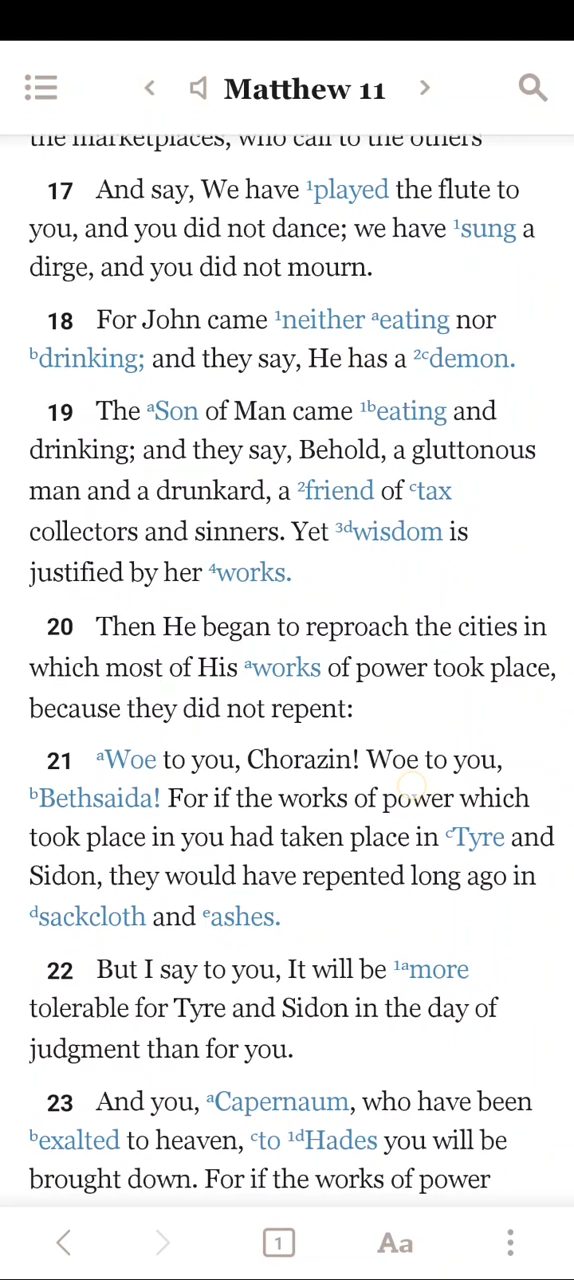 Matthew 11
the marketplaces, who call to the others
17 And say, We have ¹played the flute to
you, and you did not dance; we have ¹sung a
dirge, and you did not mourn.
18 For John came ¹neither ᵃeating nor
ᵇdrinking; and they say, He has a ²ᶜdemon.
19 The ᵃSon of Man came ¹ᵇeating and
drinking; and they say, Behold, a gluttonous
man and a drunkard, a ²friend of ᶜtax
collectors and sinners. Yet ³ᵈwisdom is
justified by her ⁴works.
20 Then He began to reproach the cities in
which most of His ᵃworks of power took place,
because they did not repent:
21 ᵃWoe to you, Chorazin! Woe to you,
ᵇBethsaida! For if the works of power which
took place in you had taken place in ᶜTyre and
Sidon, they would have repented long ago in
ᵈsackcloth and ᵉashes.
22 But I say to you, It will be ¹ᵃmore
tolerable for Tyre and Sidon in the day of
judgment than for you.
23 And you, ᵃCapernaum, who have been
ᵇexalted to heaven, ᶜto ¹ᵈHades you will be
brought down. For if the works of power
1 Aa